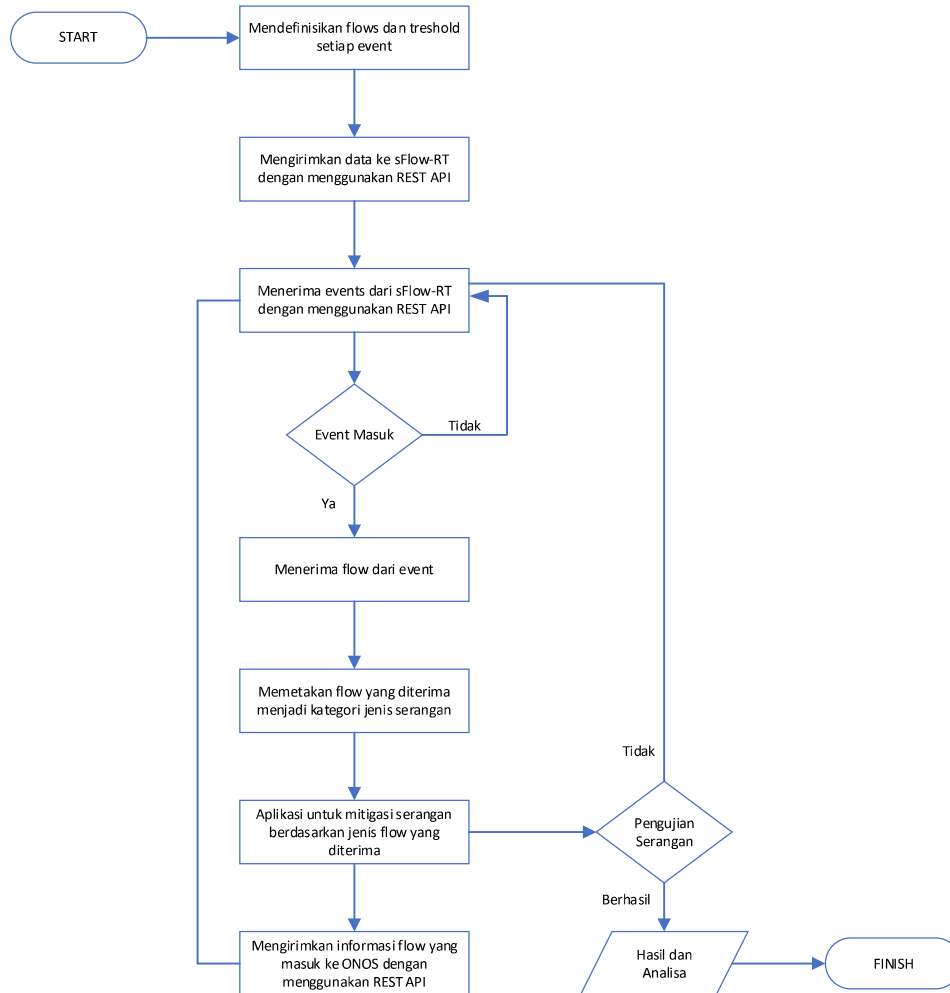 START
Mendefinisikan flows dan treshold
setiap event
Mengirimkan data ke sFlow-RT
dengan menggunakan REST API
Menerima events dari sFlow-RT
dengan menggunakan REST API
Event Masuk
Tidak
Ya
Menerima flow dari event
Memetakan flow yang diterima
menjadi kategori jenis serangan
Tidak
Aplikasi untuk mitigasi serangan
berdasarkan jenis flow yang
diterima
Pengujian
Serangan
Berhasil
Mengirimkan informasi flow yang
masuk ke ONOS dengan
menggunakan REST API
Hasil dan
Analisa
FINISH